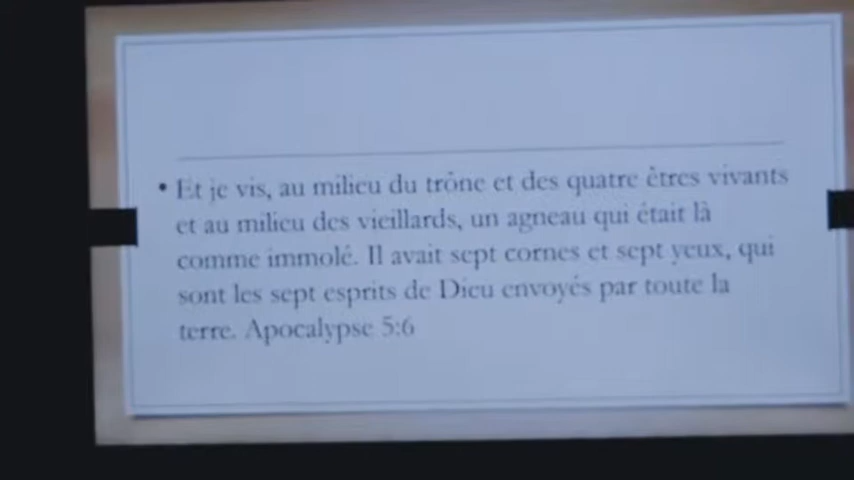 • Et je vis, au milieu du trône et des quatre êtres vivants
et au milieu des vieillards, un agneau qui était là
comme immolé. Il avait sept cornes et sept yeux, qui
sont les sept esprits de Dieu envoyés par toute la
terre. Apocalypse 5:6